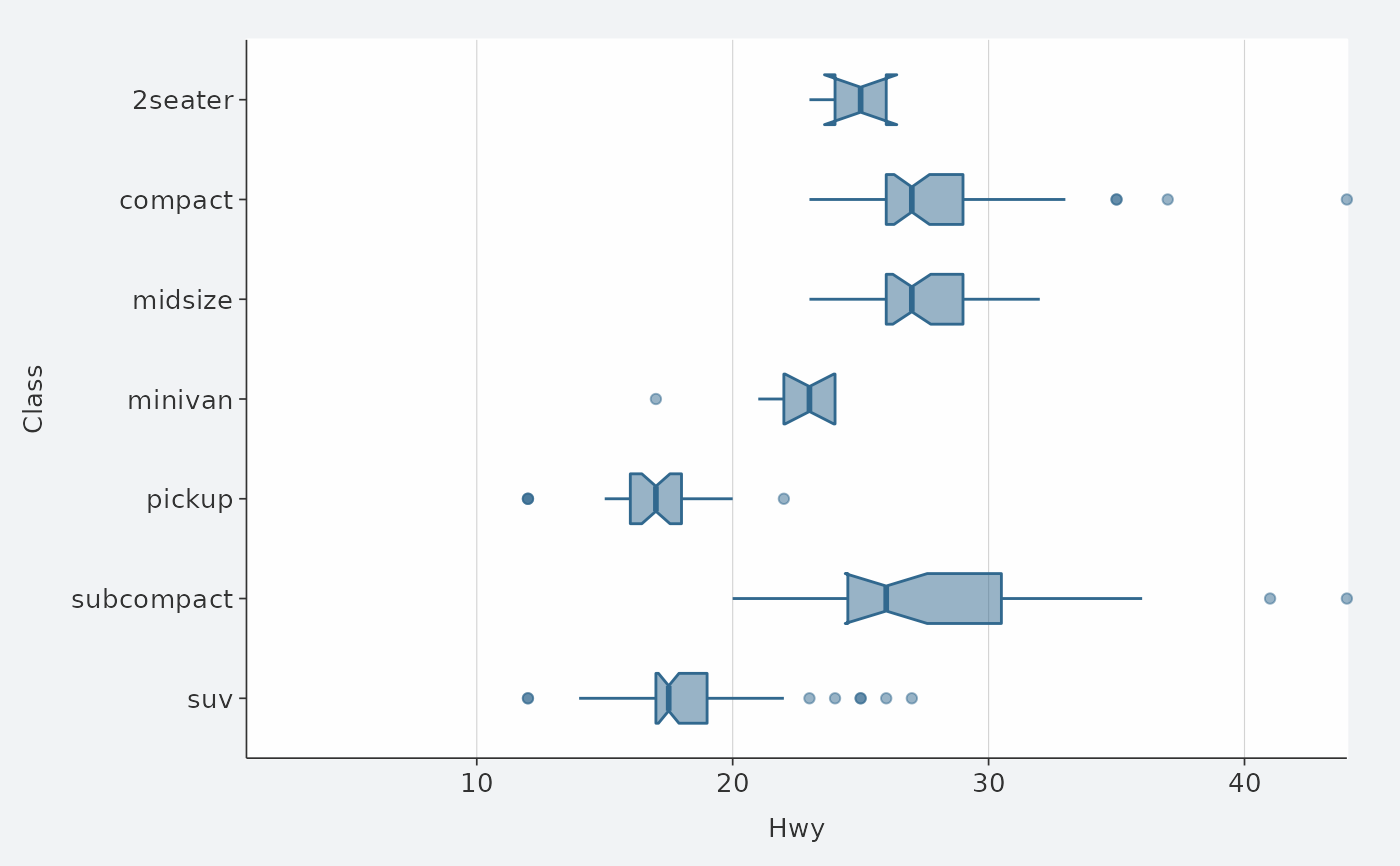 2seater
compact
midsize
minivan
pickup
subcompact
suv
Class
10 20 30 40
Hwy